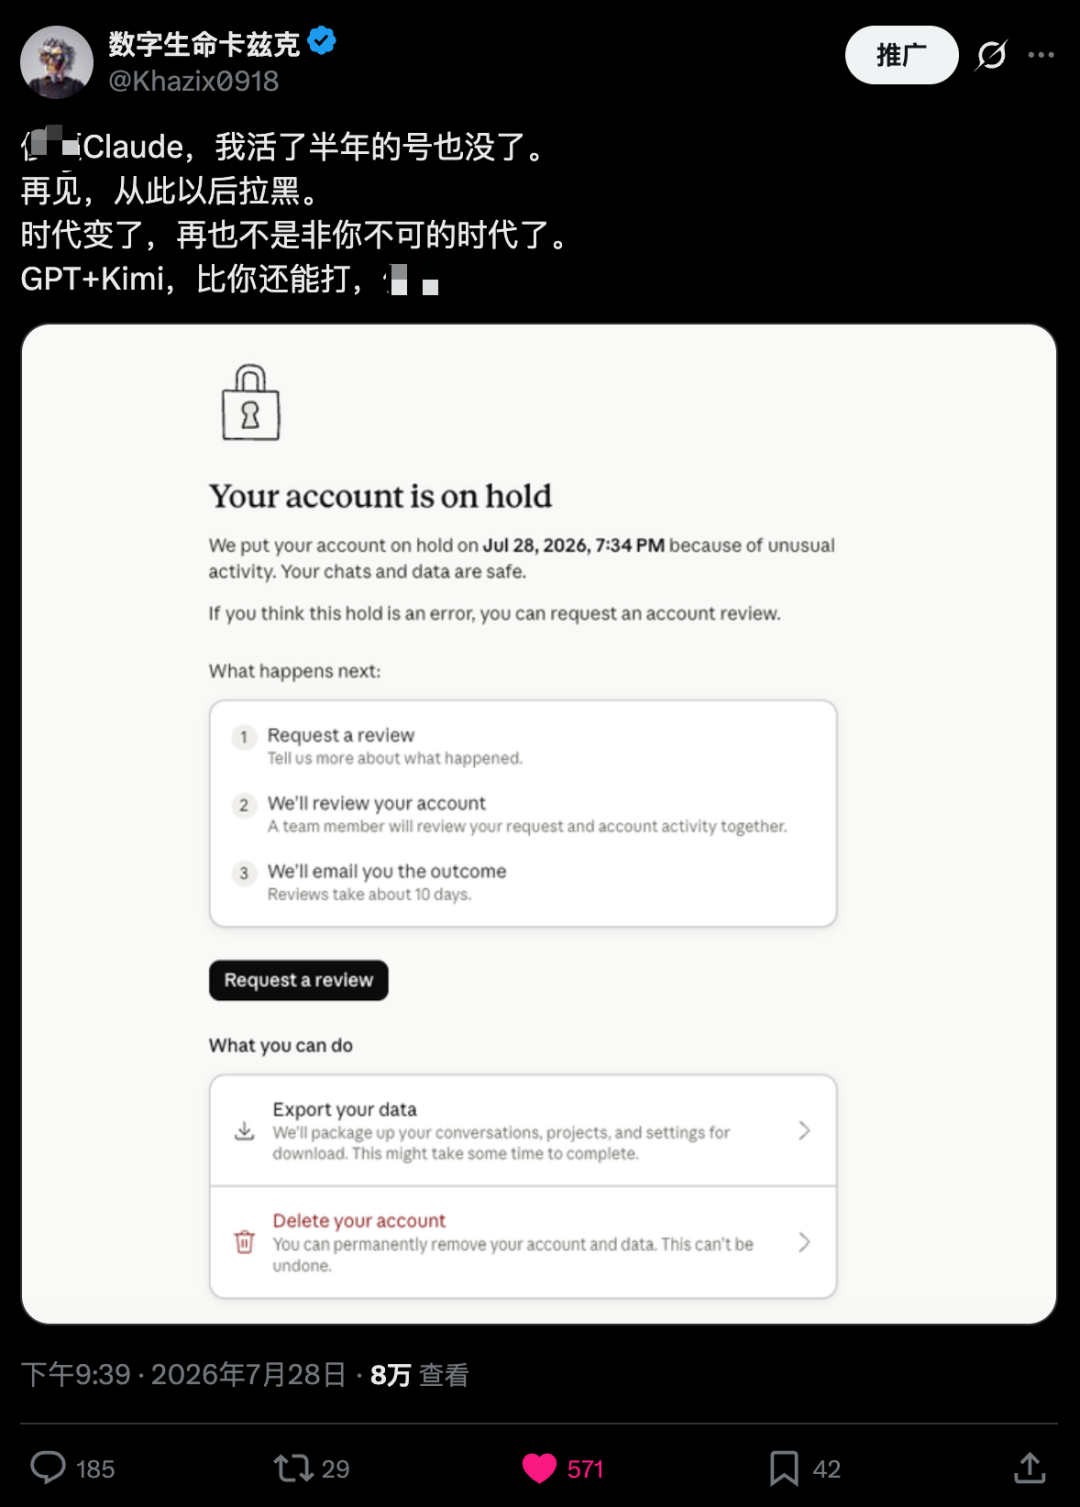 数字生命卡兹克
@Khazix0918
推广
Claude，我活了半年的号也没了。
再见，从此以后拉黑。
时代变了，再也不是非你不可的时代了。
GPT+Kimi，比你还能打，
Your account is on hold
We put your account on hold on Jul 28, 2026, 7:34 PM because of unusual
activity. Your chats and data are safe.
If you think this hold is an error, you can request an account review.
What happens next:
1 Request a review
Tell us more about what happened.
2 We'll review your account
A team member will review your request and account activity together.
3 We'll email you the outcome
Reviews take about 10 days.
Request a review
What you can do
Export your data
We'll package up your conversations, projects, and settings for
download. This might take some time to complete.
Delete your account
You can permanently remove your account and data. This can't be
undone.
下午9:39 · 2026年7月28日 · 8万 查看
185 29 571 42